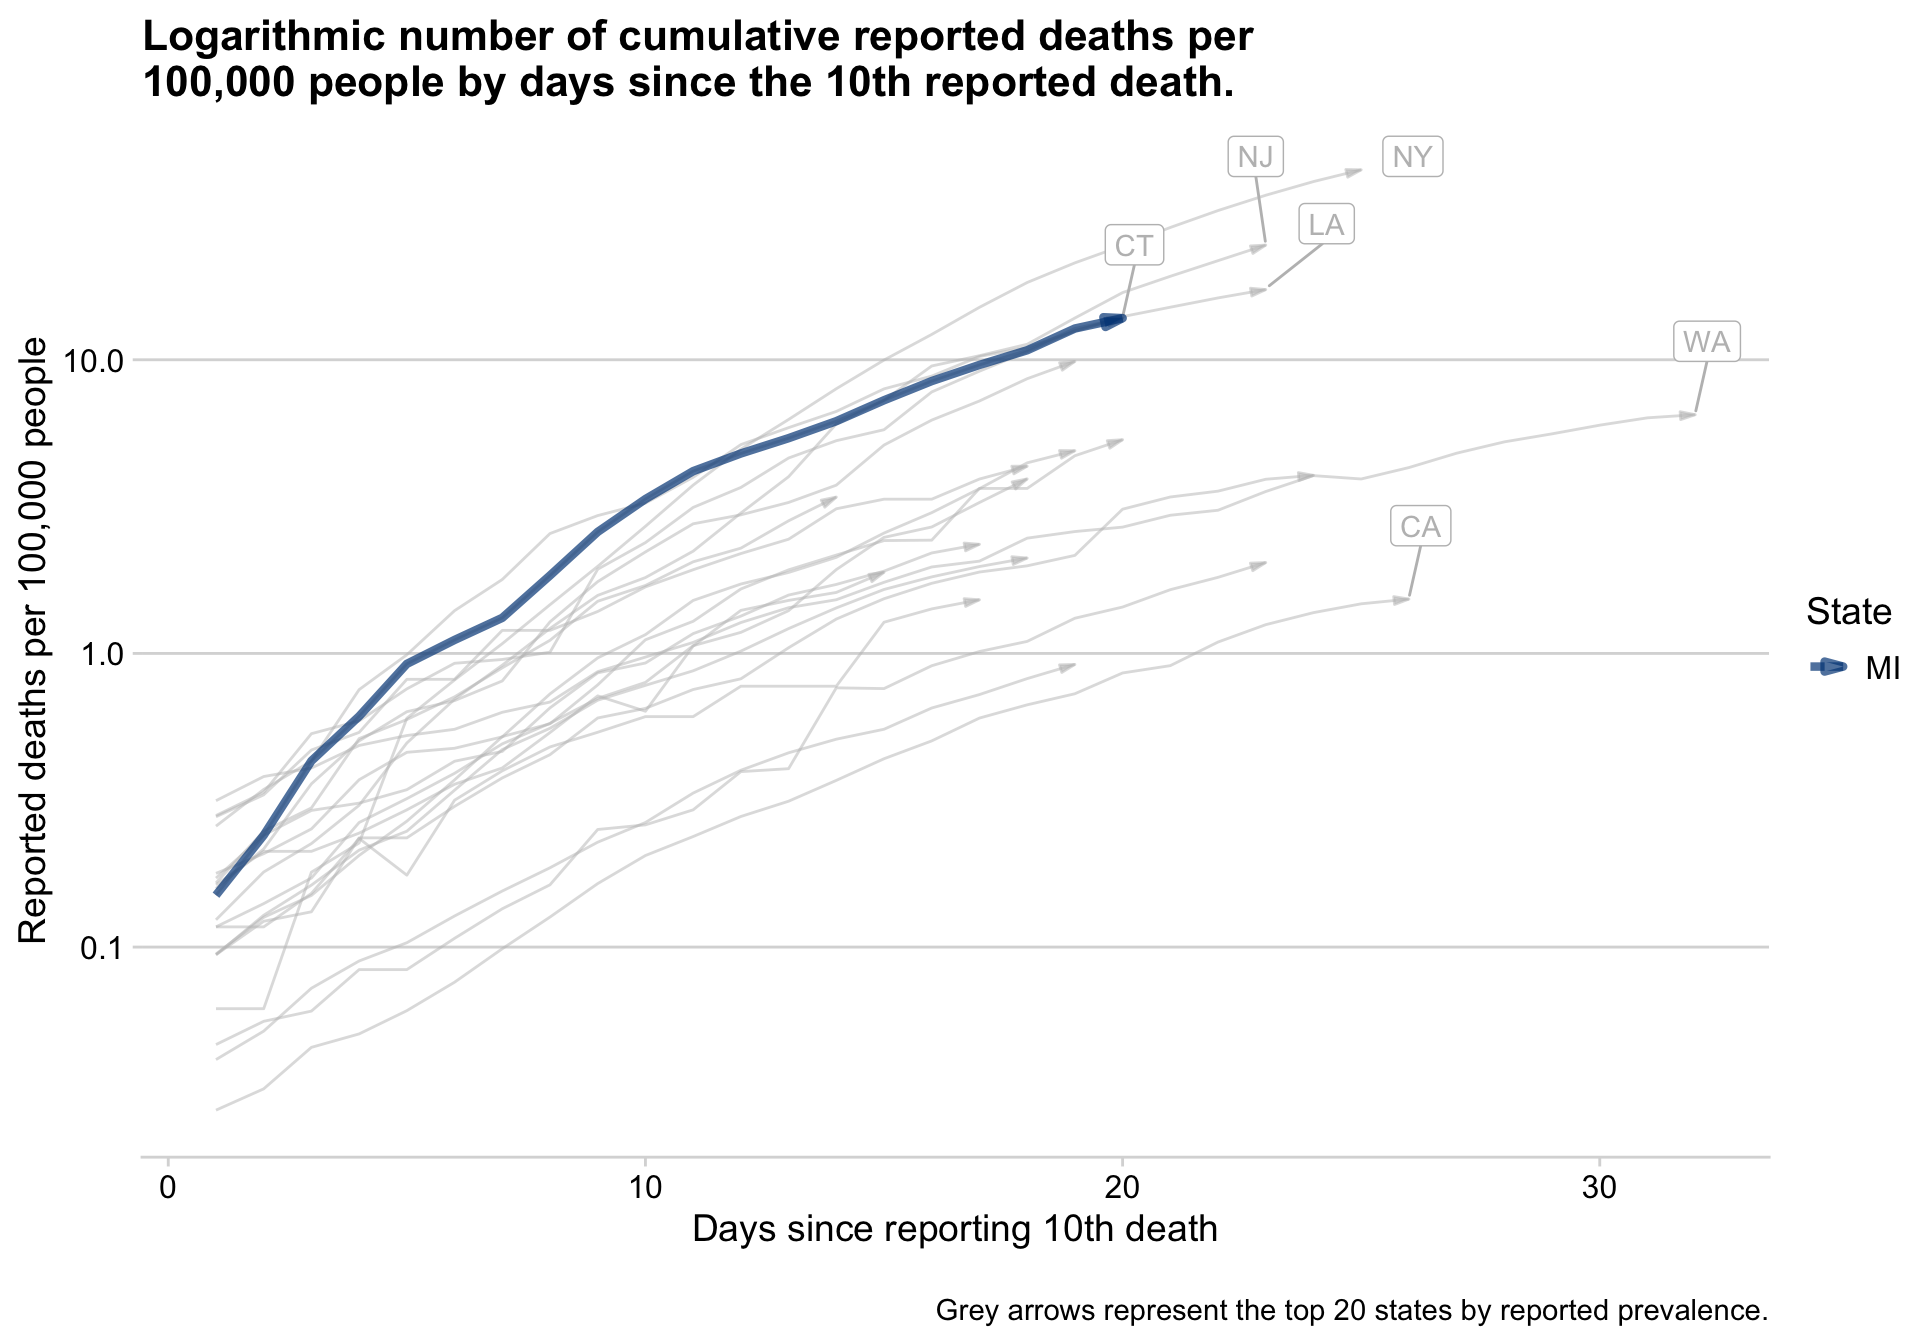 Logarithmic number of cumulative reported deaths per
100,000 people by days since the 10th reported death.
NJ
NY
LA
CT
WA
CA
Reported deaths per 100,000 people
10.0
1.0
0.1
0
10
20
30
Days since reporting 10th death
State
MI
Grey arrows represent the top 20 states by reported prevalence.